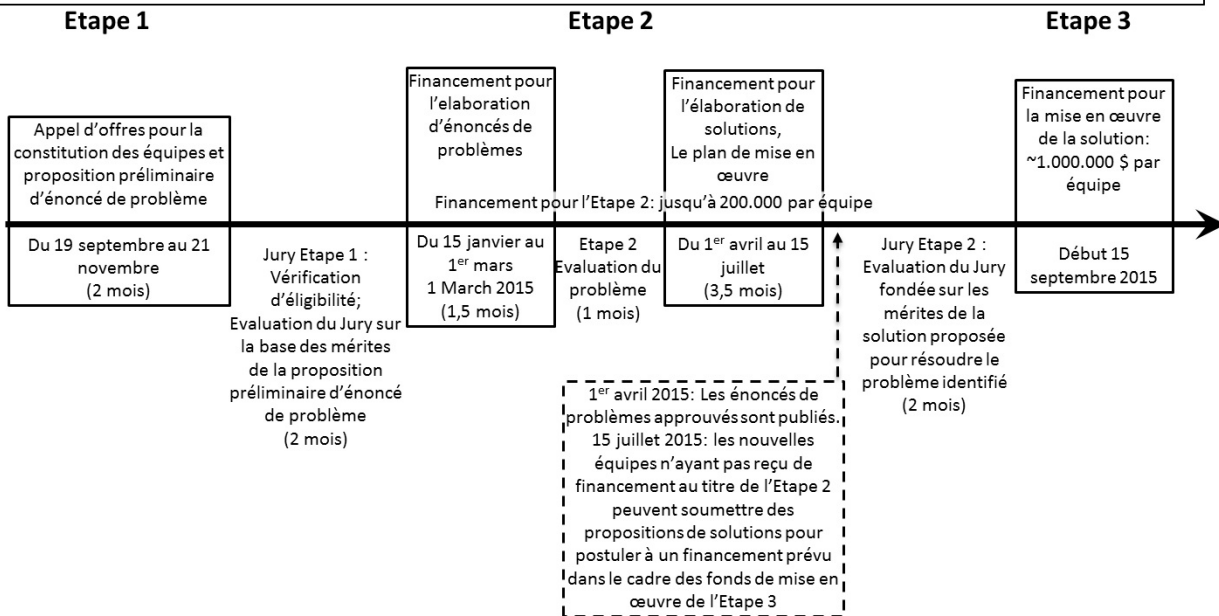 Etape 1
Etape 2
Etape 3
Appel d'offres pour la
constitution des équipes et
proposition préliminaire
d'énoncé de problème
Du 19 septembre au 21
novembre
(2 mois)
Jury Etape 1 :
Vérification
d'éligibilité;
Evaluation du Jury sur
la base des mérites
de la proposition
préliminaire d'énoncé
de problème
(2 mois)
Financement pour
l'elaboration
d'énoncés de
problèmes
Financement pour l'Etape 2: jusqu'à 200.000 par équipe
Du 15 janvier au
1er mars
1 March 2015
(1,5 mois)
Etape 2
Evaluation du
problème
(1 mois)
Financement pour
l'élaboration de
solutions,
Le plan de mise en
œuvre
Du 1er avril au 15
juillet
(3,5 mois)
1er avril 2015: Les énoncés de
problèmes approuvés sont publiés.
15 juillet 2015: les nouvelles
équipes n'ayant pas reçu de
financement au titre de l'Etape 2
peuvent soumettre des
propositions de solutions pour
postuler à un financement prévu
dans le cadre des fonds de mise en
œuvre de l'Etape 3
Jury Etape 2 :
Evaluation du Jury
fondée sur les
mérites de la
solution proposée
pour résoudre le
problème identifié
(2 mois)
Financement pour
la mise en œuvre
de la solution:
~1.000.000 $ par
équipe
Début 15
septembre 2015